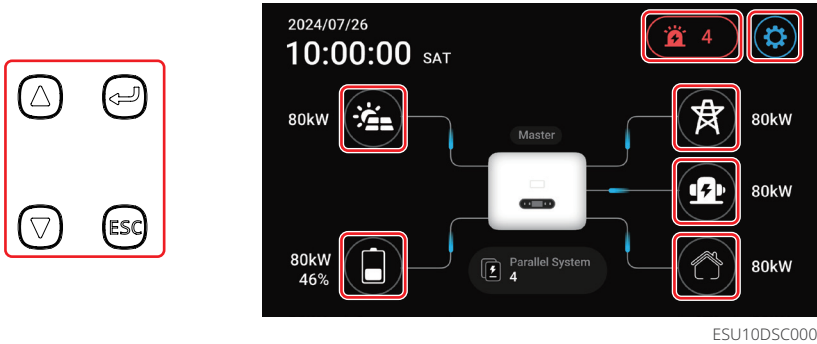 ESC
2024/07/26
10:00:00 SAT
4
80kW
80kW
Master
80kW
80kW
46%
Parallel System
4
80kW
ESU10DSC000